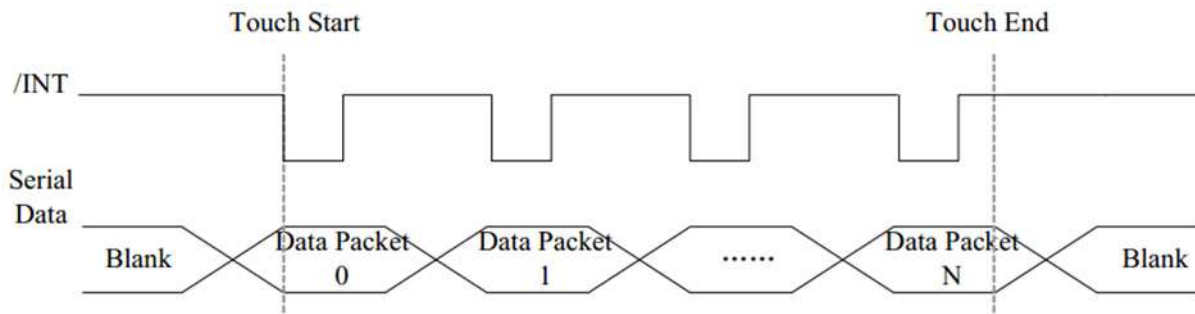 Touch Start
Touch End
/INT
Serial
Data
Blank
Data Packet
0
Data Packet
1
······
Data Packet
N
Blank